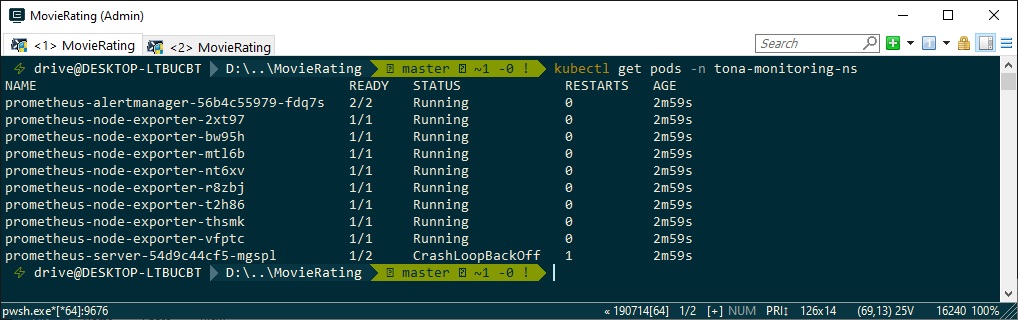 MovieRating (Admin)
<1> MovieRating <2> MovieRating Search
drive@DESKTOP-LTBUCBT D:\..\MovieRating master ~1 -0 ! kubectl get pods -n tona-monitoring-ns
NAME READY STATUS RESTARTS AGE
prometheus-alertmanager-56b4c55979-fdq7s 2/2 Running 0 2m59s
prometheus-node-exporter-2xt97 1/1 Running 0 2m59s
prometheus-node-exporter-bw95h 1/1 Running 0 2m59s
prometheus-node-exporter-mtl6b 1/1 Running 0 2m59s
prometheus-node-exporter-nt6xv 1/1 Running 0 2m59s
prometheus-node-exporter-r8zbj 1/1 Running 0 2m59s
prometheus-node-exporter-t2h86 1/1 Running 0 2m59s
prometheus-node-exporter-thsmk 1/1 Running 0 2m59s
prometheus-node-exporter-vfptc 1/1 Running 0 2m59s
prometheus-server-54d9c44cf5-mgspl 1/2 CrashLoopBackOff 1 2m59s
drive@DESKTOP-LTBUCBT D:\..\MovieRating master ~1 -0 !
pwsh.exe*[*64]:9676 « 190714[64] 1/2 [+] NUM PRI↕ 126x14 (69,13) 25V 16240 100%